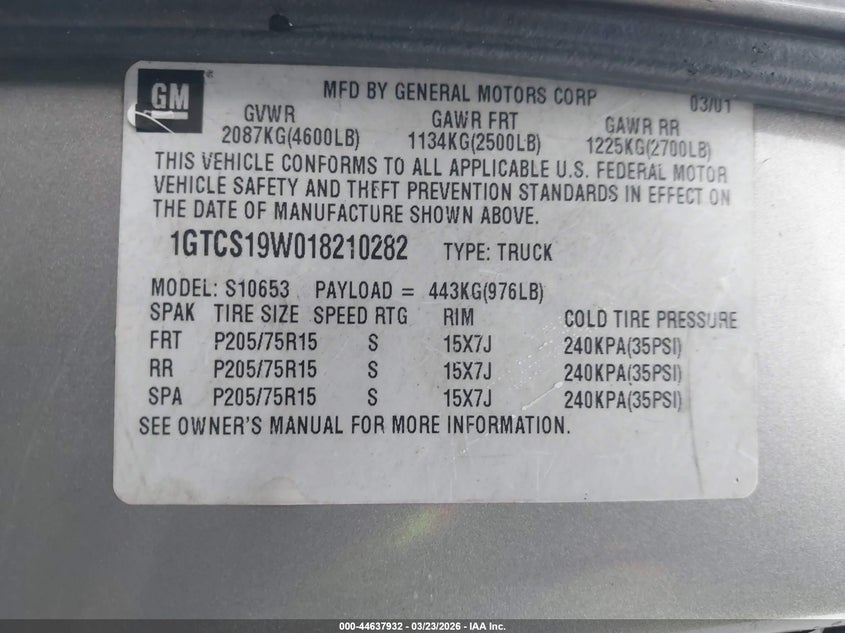 GM
MFD BY GENERAL MOTORS CORP 03/01
GVWR GAWR FRT GAWR RR
2087KG(4600LB) 1134KG(2500LB) 1225KG(2700LB)
THIS VEHICLE CONFORMS TO ALL APPLICABLE U.S. FEDERAL MOTOR
VEHICLE SAFETY AND THEFT PREVENTION STANDARDS IN EFFECT ON
THE DATE OF MANUFACTURE SHOWN ABOVE.
1GTCS19W018210282 TYPE: TRUCK
MODEL: S10653 PAYLOAD = 443KG(976LB)
SPAK TIRE SIZE SPEED RTG RIM COLD TIRE PRESSURE
FRT P205/75R15 S 15X7J 240KPA(35PSI)
RR P205/75R15 S 15X7J 240KPA(35PSI)
SPA P205/75R15 S 15X7J 240KPA(35PSI)
SEE OWNER'S MANUAL FOR MORE INFORMATION.
000-44637932 - 03/23/2026 - IAA Inc.